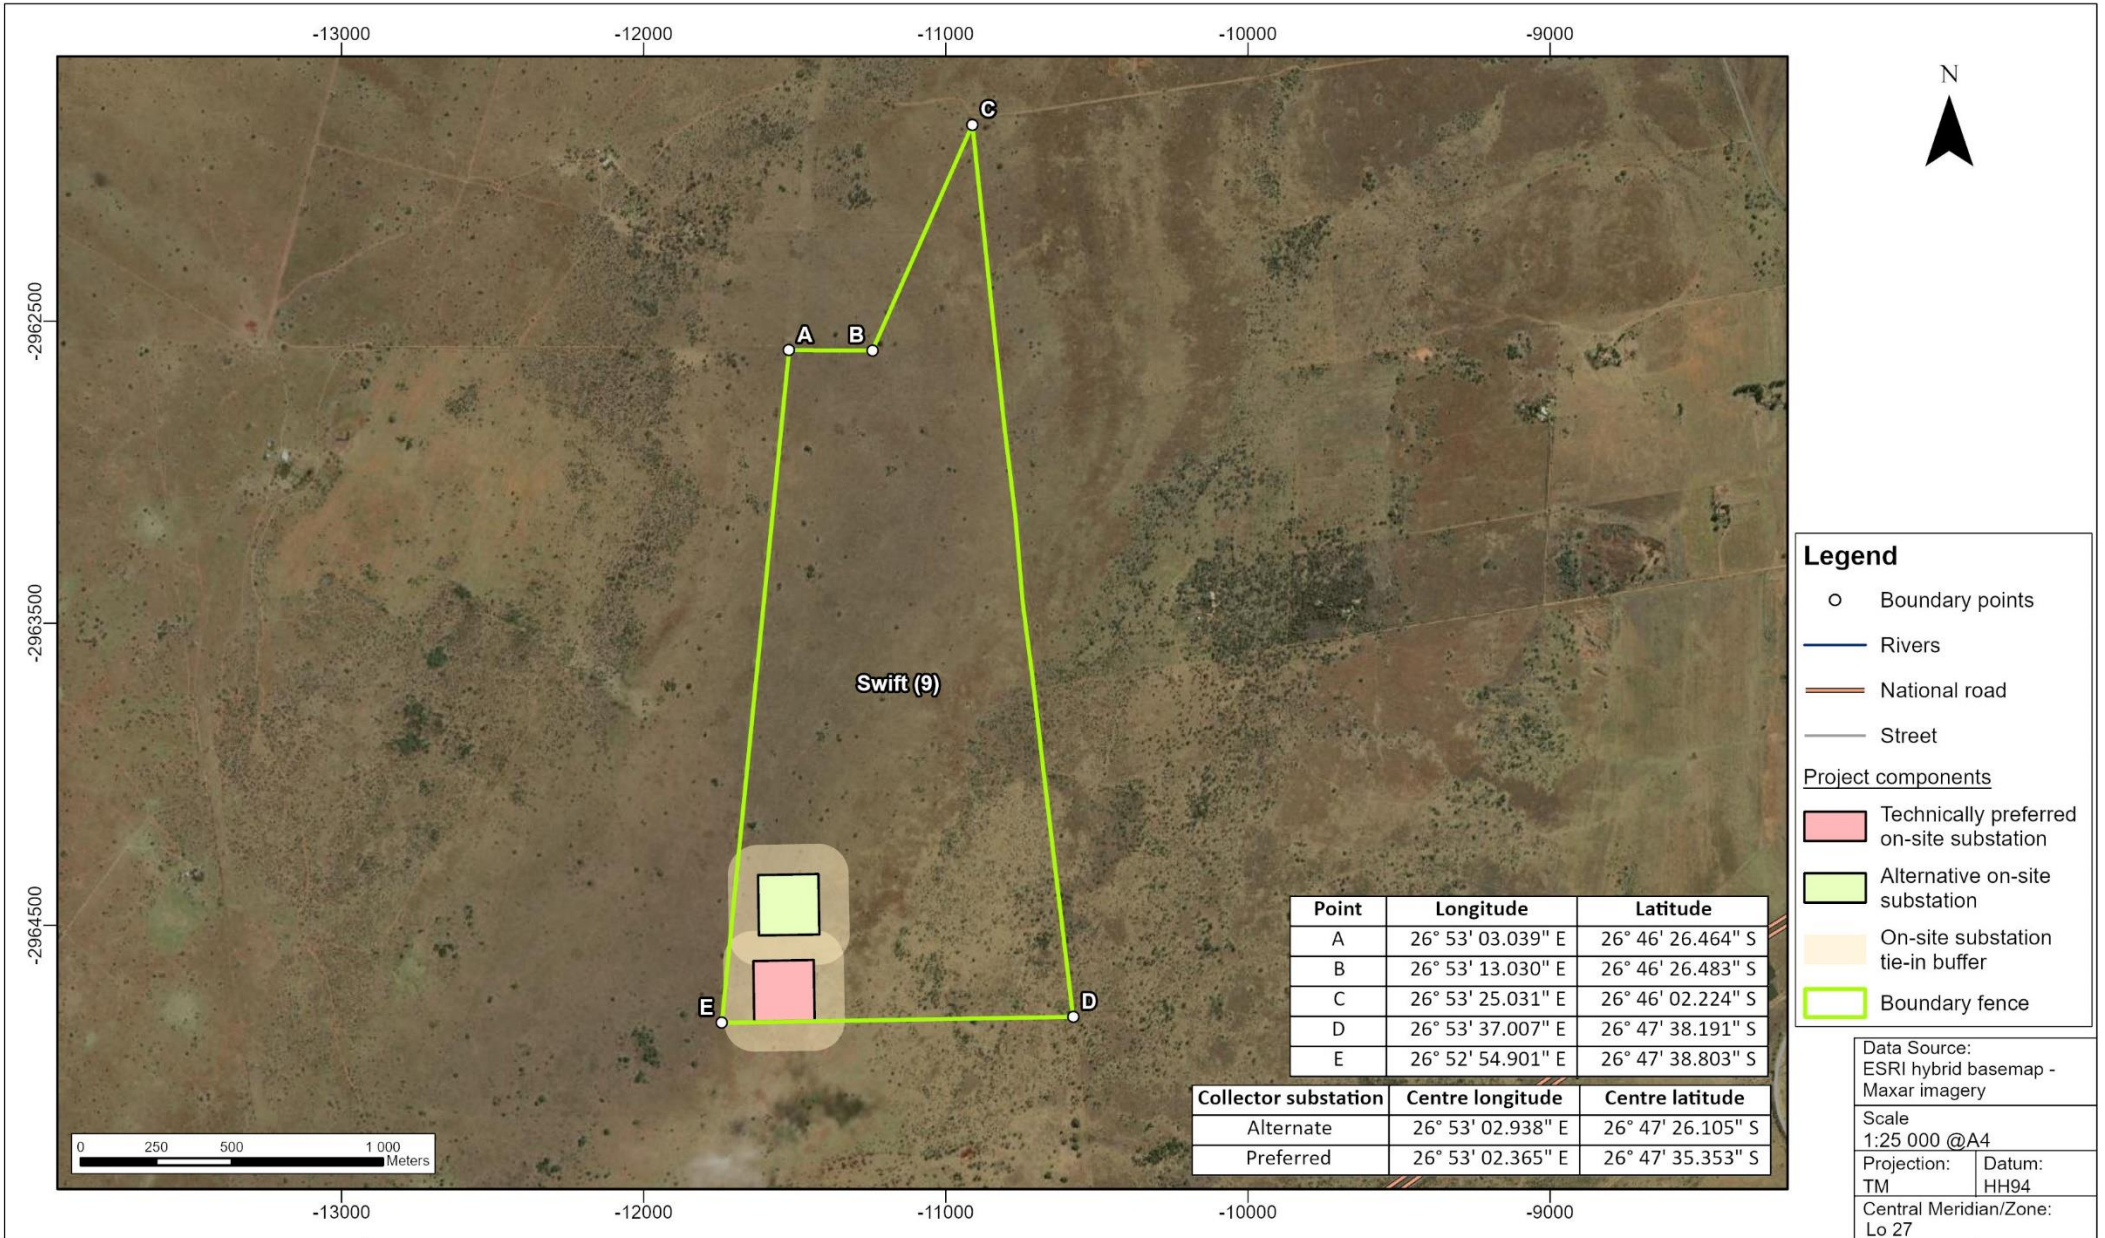 -13000 -12000 -11000 -10000 -9000
N
C
-2962500
A B
-2963500
Swift (9)
-2964500
E D
Legend
Boundary points
Rivers
National road
Street
Project components
Technically preferred
on-site substation
Alternative on-site
substation
On-site substation
tie-in buffer
Boundary fence
Point Longitude Latitude
A 26° 53' 03.039" E 26° 46' 26.464" S
B 26° 53' 13.030" E 26° 46' 26.483" S
C 26° 53' 25.031" E 26° 46' 02.224" S
D 26° 53' 37.007" E 26° 47' 38.191" S
E 26° 52' 54.901" E 26° 47' 38.803" S
Collector substation Centre longitude Centre latitude
Alternate 26° 53' 02.938" E 26° 47' 26.105" S
Preferred 26° 53' 02.365" E 26° 47' 35.353" S
0 250 500 1 000
Meters
-13000 -12000 -11000 -10000 -9000
Data Source:
ESRI hybrid basemap -
Maxar imagery
Scale
1:25 000 @A4
Projection: Datum:
TM HH94
Central Meridian/Zone:
Lo 27